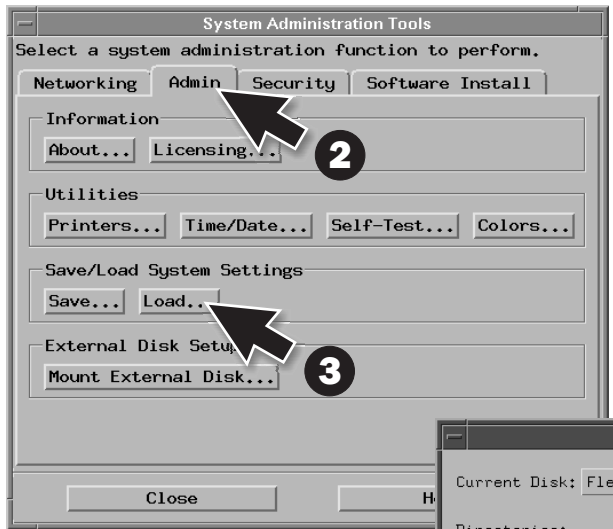 System Administration Tools
Select a system administration function to perform.
Networking Admin Security Software Install
Information
About... Licensing...
2
Utilities
Printers... Time/Date... Self-Test... Colors...
Save/Load System Settings
Save... Load...
External Disk Setup
3
Mount External Disk...
Close
Current Disk:
Directories: